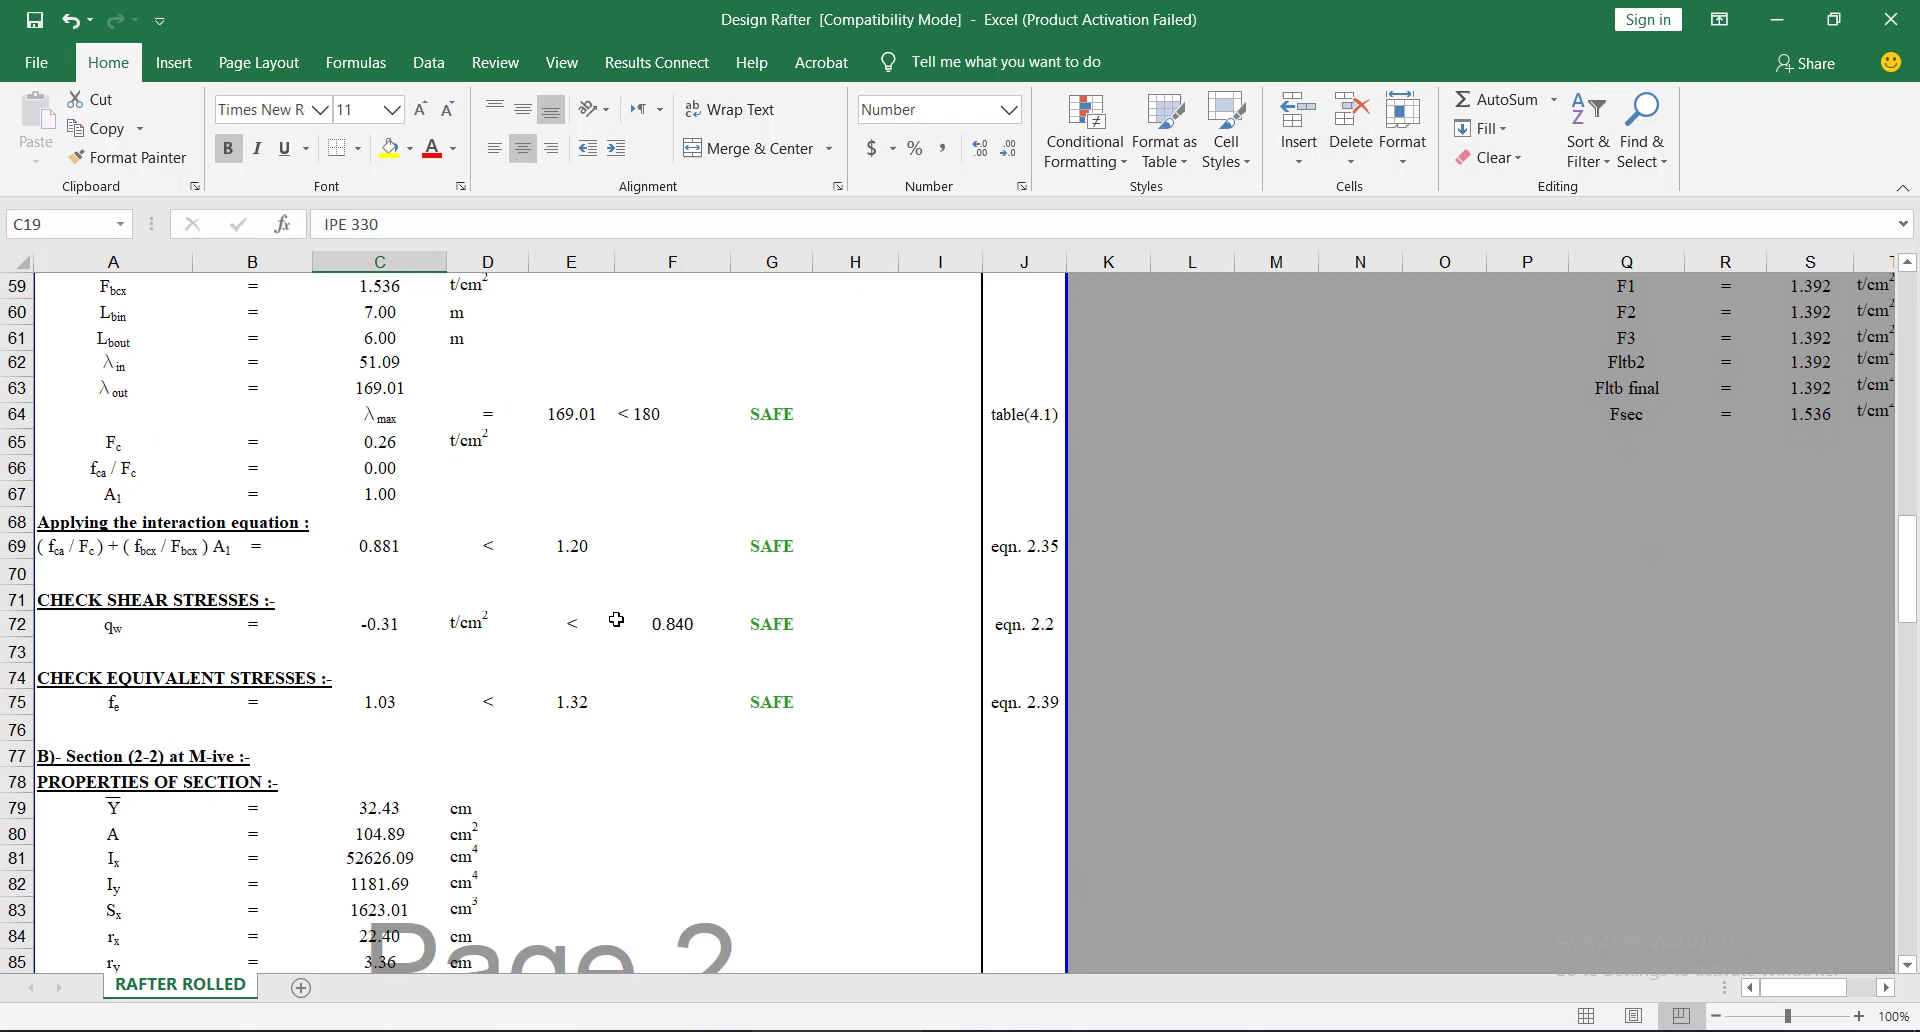 Design Rafter [Compatibility Mode] - Excel (Product Activation Failed)
Sign in
File Home Insert Page Layout Formulas Data Review View Results Connect Help Acrobat Tell me what you want to do Share
Paste
Cut
Copy
Format Painter
Clipboard
Times New R 11
B I U A
Font
Wrap Text
Merge & Center
Alignment
Number
$ % ,
Number
Conditional Formatting
Format as Table
Cell Styles
Styles
Insert Delete Format
Cells
AutoSum
Fill
Clear
Sort & Filter
Find & Select
Editing
C19 fx IPE 330
A B C D E F G H I J K L M N O P Q R S
59 Fbcx = 1.536 t/cm2 F1 = 1.392 t/cm2
60 Lbin = 7.00 m F2 = 1.392 t/cm2
61 Lbout = 6.00 m F3 = 1.392 t/cm2
62 λin = 51.09 Fltb2 = 1.392 t/cm2
63 λout = 169.01 Fltb final = 1.392 t/cm2
64 λmax = 169.01 < 180 SAFE table(4.1) Fsec = 1.536 t/cm2
65 Fc = 0.26 t/cm2
66 fca / Fc = 0.00
67 A1 = 1.00
68 Applying the interaction equation :
69 ( fca / Fc ) + ( fbcx / Fbcx ) A1 = 0.881 < 1.20 SAFE eqn. 2.35
70
71 CHECK SHEAR STRESSES :-
72 qw = -0.31 t/cm2 < 0.840 SAFE eqn. 2.2
73
74 CHECK EQUIVALENT STRESSES :-
75 fe = 1.03 < 1.32 SAFE eqn. 2.39
76
77 B)- Section (2-2) at M-ive :-
78 PROPERTIES OF SECTION :-
79 Y = 32.43 cm
80 A = 104.89 cm2
81 Ix = 52626.09 cm4
82 Iy = 1181.69 cm4
83 Sx = 1623.01 cm3
84 rx = 22.40 cm
85 ry = 3.36 cm
Page 2
Activate Windows
Go to Settings to activate Windows.
RAFTER ROLLED
100%